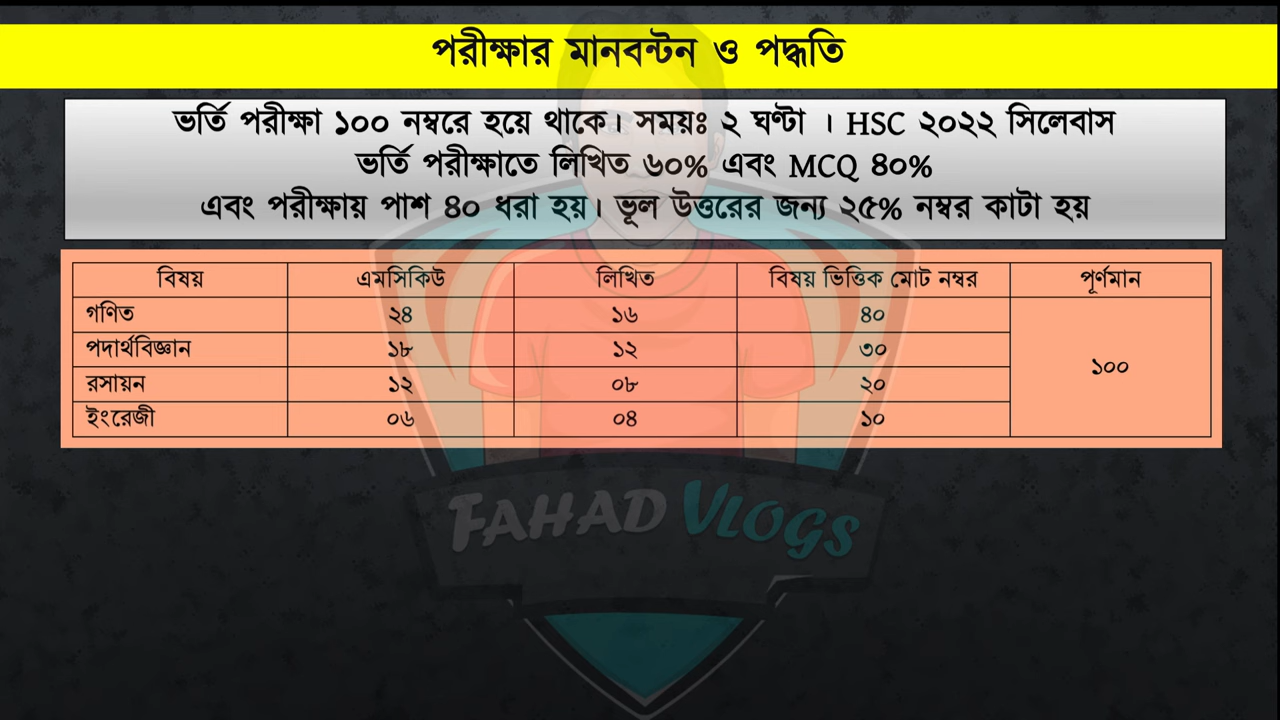 পরীক্ষার মানবন্টন ও পদ্ধতি
ভর্তি পরীক্ষা ১০০ নম্বরে হয়ে থাকে। সময়ঃ ২ ঘণ্টা । HSC ২০২২ সিলেবাস
ভর্তি পরীক্ষাতে লিখিত ৬০% এবং MCQ ৪০%
এবং পরীক্ষায় পাশ ৪০ ধরা হয়। ভূল উত্তরের জন্য ২৫% নম্বর কাটা হয়
বিষয় এমসিকিউ লিখিত বিষয় ভিত্তিক মোট নম্বর পূর্ণমান
গণিত ২৪ ১৬ ৪০
পদার্থবিজ্ঞান ১৮ ১২ ৩০
১০০
রসায়ন ১২ ০৮ ২০
ইংরেজী ০৬ ০৪ ১০
FAHAD VLOGS